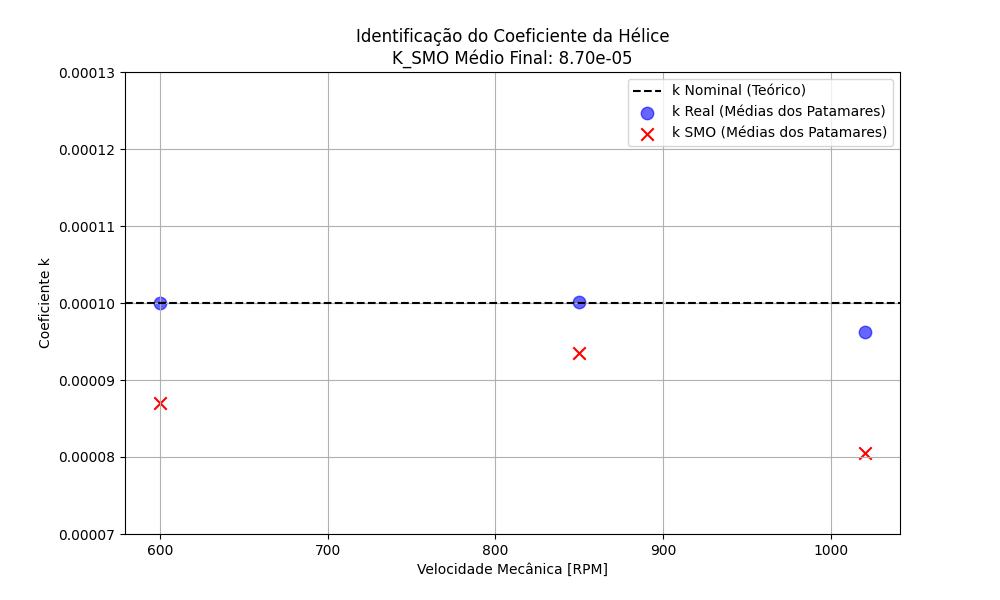 Identificação do Coeficiente da Hélice
K_SMO Médio Final: 8.70e-05
k Nominal (Teórico)
k Real (Médias dos Patamares)
k SMO (Médias dos Patamares)
Coeficiente k
0.00013
0.00012
0.00011
0.00010
0.00009
0.00008
0.00007
600
700
800
900
1000
Velocidade Mecânica [RPM]